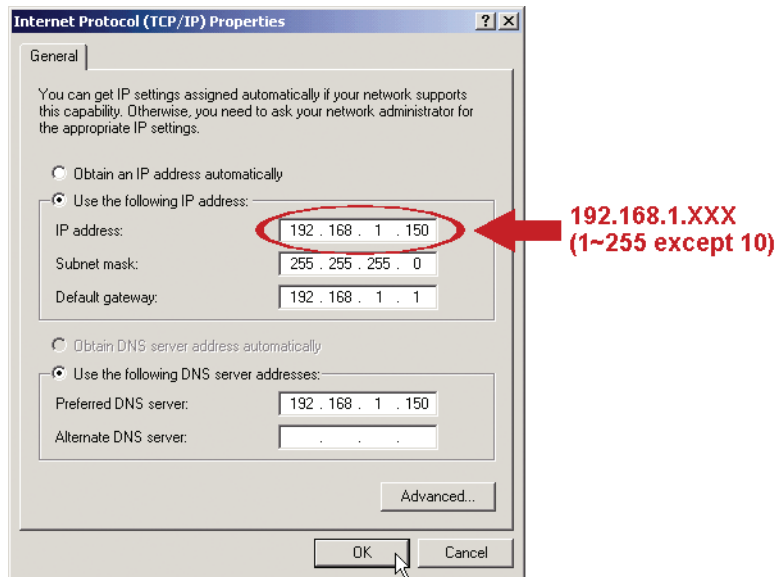 Internet Protocol (TCP/IP) Properties
General
You can get IP settings assigned automatically if your network supports
this capability. Otherwise, you need to ask your network administrator for
the appropriate IP settings.
Obtain an IP address automatically
Use the following IP address:
IP address: 192 . 168 . 1 . 150
192.168.1.XXX
(1~255 except 10)
Subnet mask: 255 . 255 . 255 . 0
Default gateway: 192 . 168 . 1 . 1
Obtain DNS server address automatically
Use the following DNS server addresses:
Preferred DNS server: 192 . 168 . 1 . 150
Alternate DNS server: . . .
Advanced...
OK Cancel